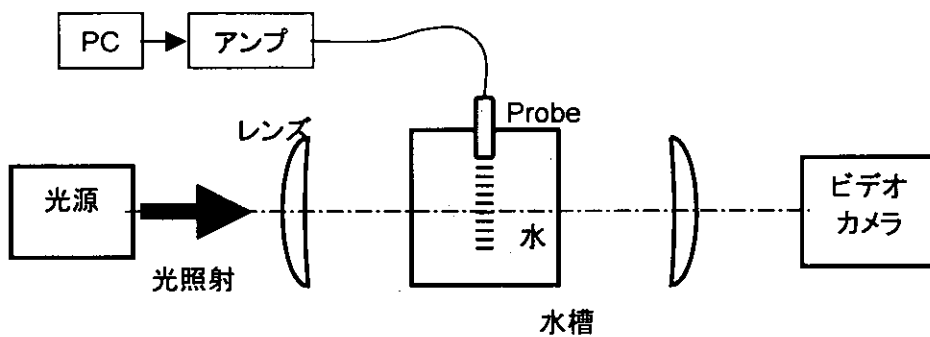 PC
アンプ
Probe
レンズ
光源
光照射
水
水槽
ビデオ
カメラ